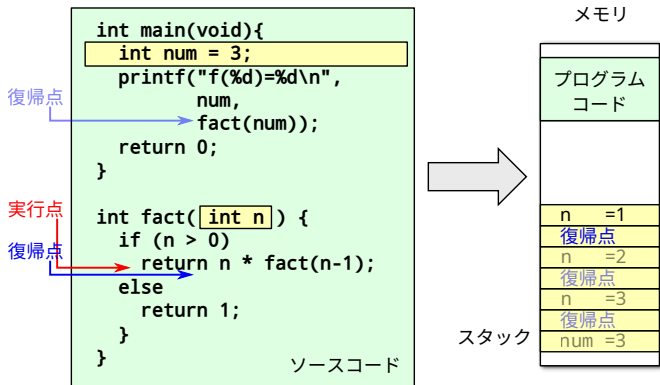 int main(void){
int num = 3;
printf("f(%d)=%d\n",
num,
fact(num));
return 0;
}
復帰点
実行点
復帰点
int fact( int n ) {
if (n > 0)
return n * fact(n-1);
else
return 1;
}
}
ソースコード
メモリ
プログラム
コード
n =1
復帰点
n =2
復帰点
n =3
復帰点
num =3
スタック